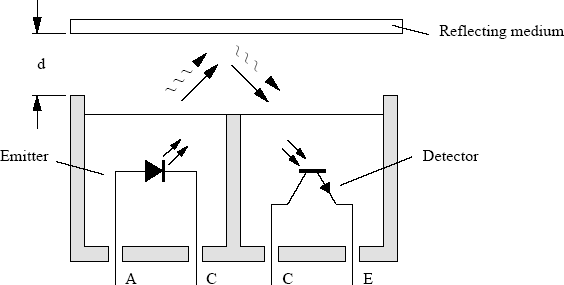 Reflecting medium
d
Emitter
Detector
A C C E